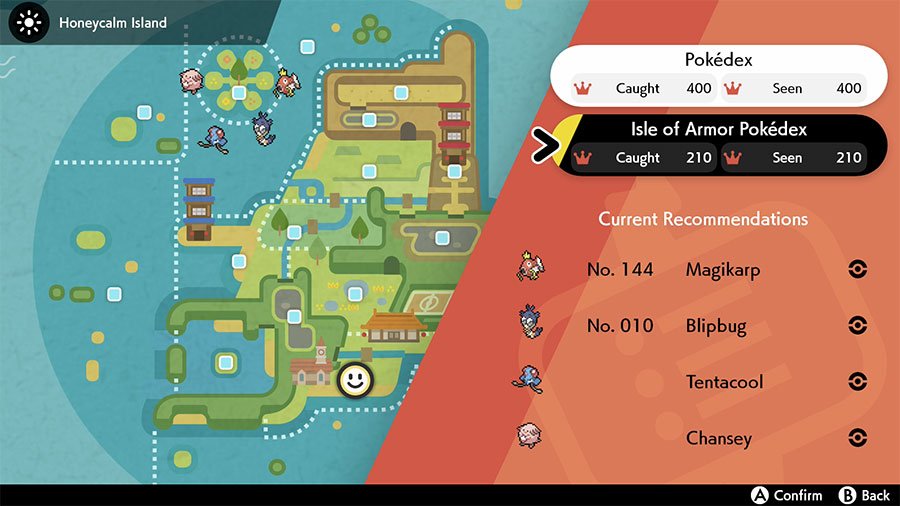 Honeycalm Island
Pokédex
Caught 400 Seen 400
Isle of Armor Pokédex
Caught 210 Seen 210
Current Recommendations
No. 144 Magikarp
No. 010 Blipbug
Tentacool
Chansey
A Confirm B Back